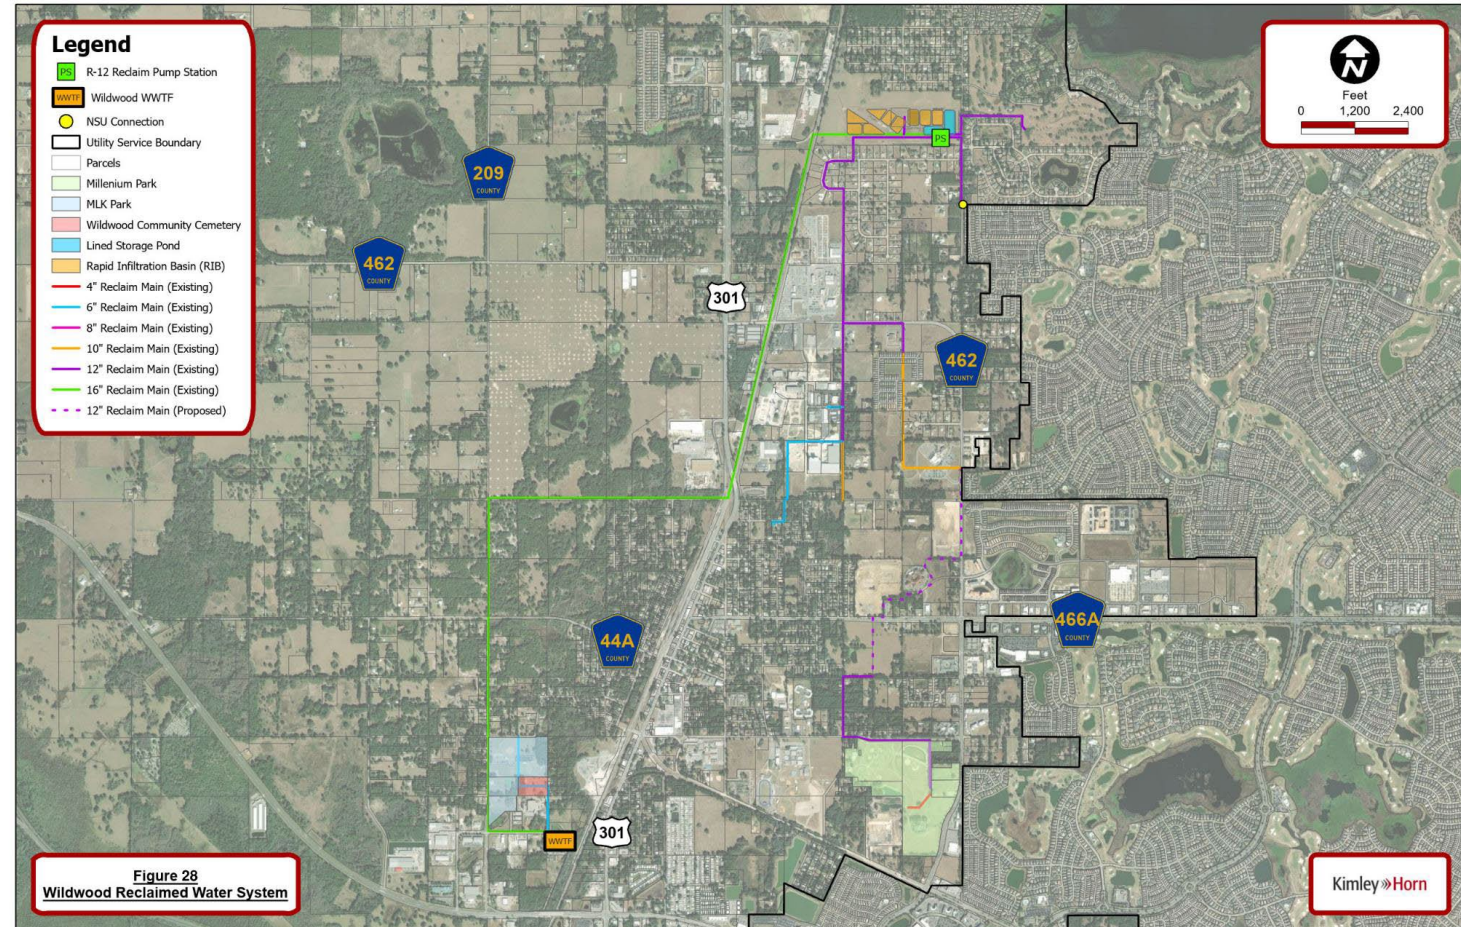 Legend
PS R-12 Reclaim Pump Station
WWTF Wildwood WWTF
NSU Connection
Utility Service Boundary
Parcels
Millenium Park
MLK Park
Wildwood Community Cemetery
Lined Storage Pond
Rapid Infiltration Basin (RIB)
4" Reclaim Main (Existing)
6" Reclaim Main (Existing)
8" Reclaim Main (Existing)
10" Reclaim Main (Existing)
12" Reclaim Main (Existing)
16" Reclaim Main (Existing)
12" Reclaim Main (Proposed)
N
Feet
0 1,200 2,400
PS
209
COUNTY
462
COUNTY
301
462
COUNTY
466A
COUNTY
44A
COUNTY
301
WWTF
Figure 28
Wildwood Reclaimed Water System
Kimley»Horn